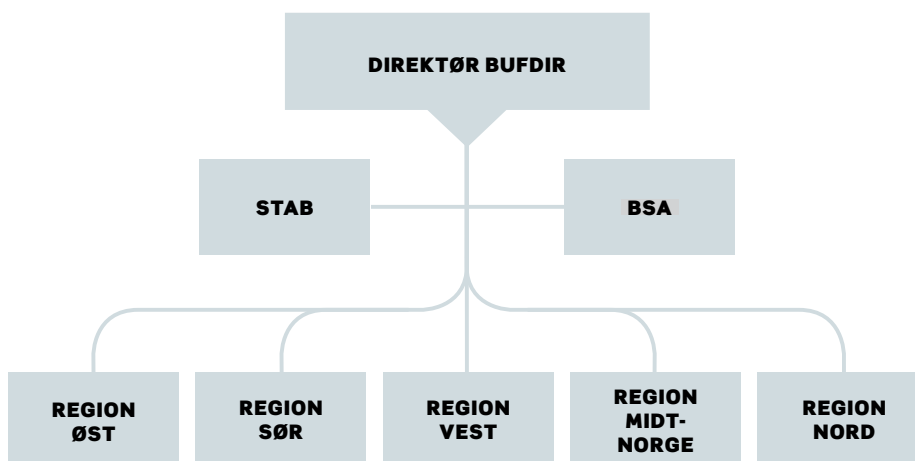 DIREKTØR BUFDIR
STAB
BSA
REGION
ØST
REGION
SØR
REGION
VEST
REGION
MIDT-
NORGE
REGION
NORD